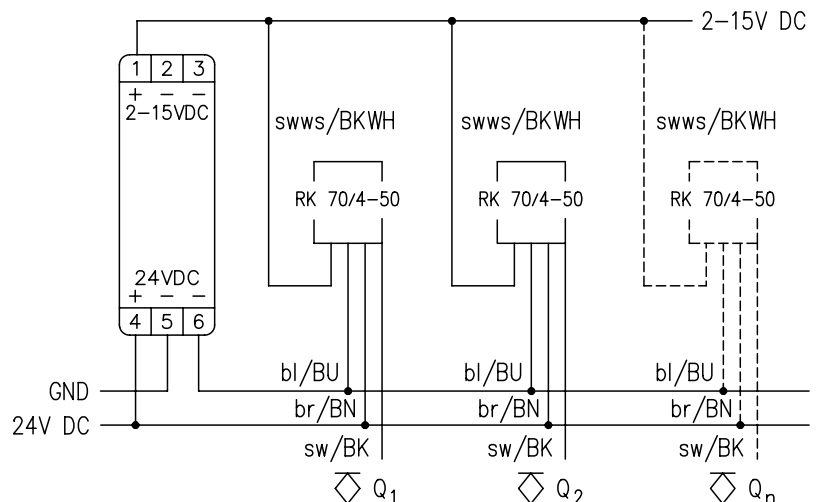 2-15V DC
1 2 3
+ − −
2-15VDC
swws/BKWH swws/BKWH swws/BKWH
RK 70/4-50 RK 70/4-50 RK 70/4-50
24VDC
+ − −
4 5 6
bl/BU bl/BU bl/BU
GND
br/BN br/BN br/BN
24V DC
sw/BK sw/BK sw/BK
Q1 Q2 Qn